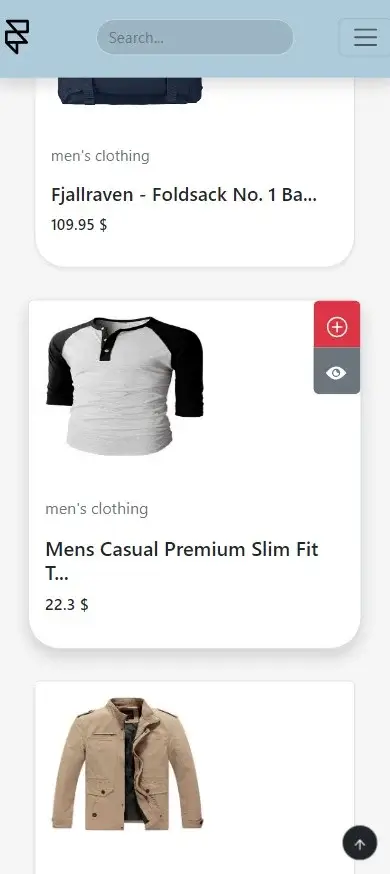 Search...
men's clothing
Fjallraven - Foldsack No. 1 Ba...
109.95 $
men's clothing
Mens Casual Premium Slim Fit
T...
22.3 $